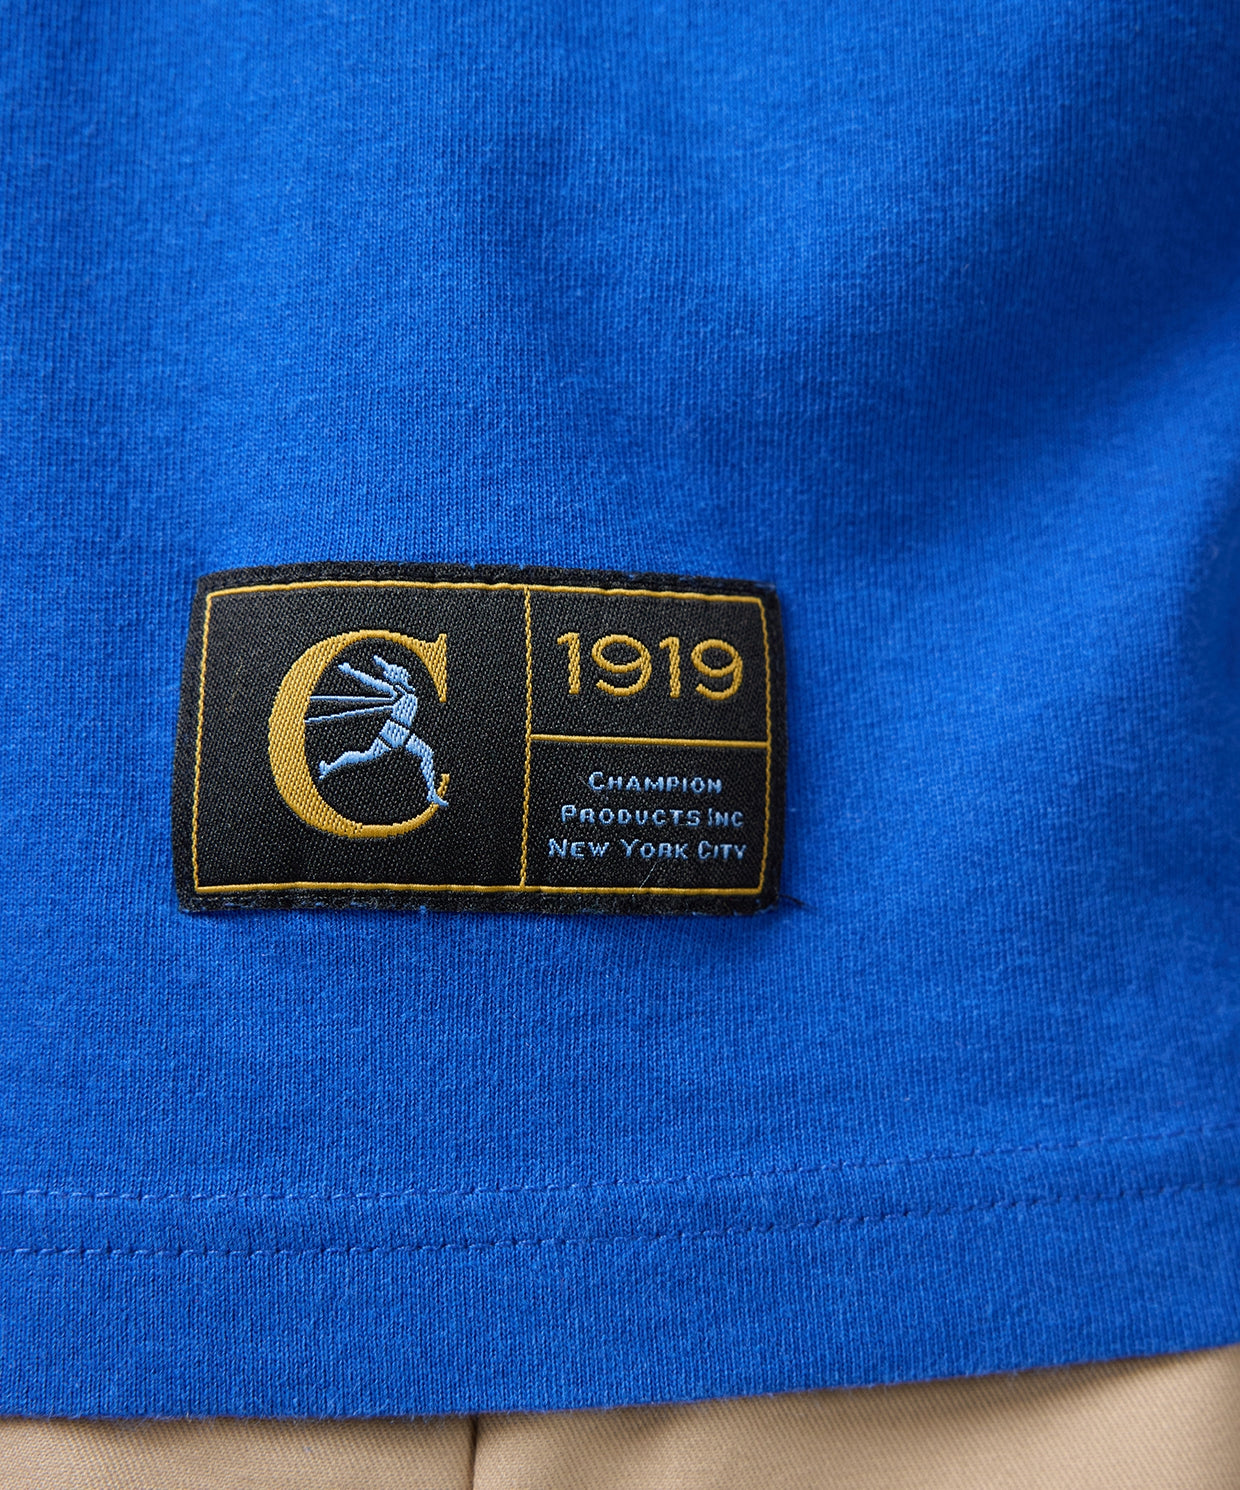 C
1919
CHAMPION
PRODUCTS INC
NEW YORK CITY